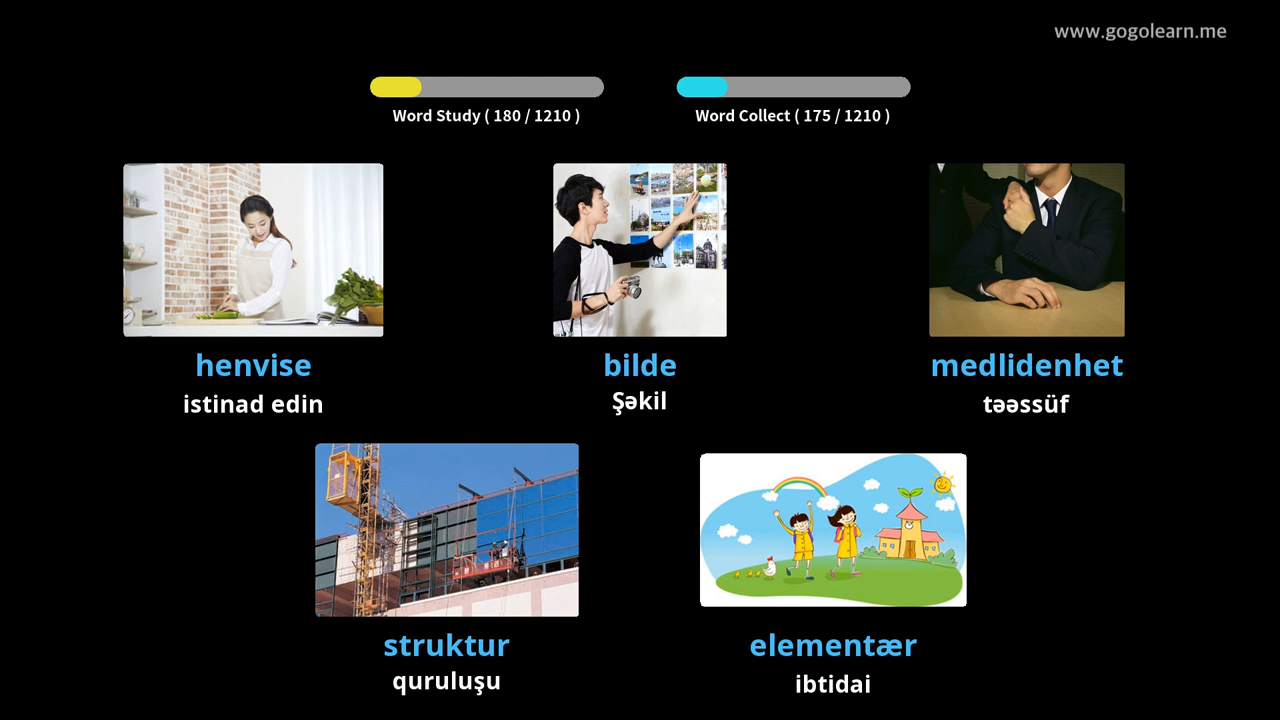 www.gogolearn.me
Word Study ( 180 / 1210 )
Word Collect ( 175 / 1210 )
henvise
istinad edin
bilde
Şəkil
medlidenhet
təəssüf
struktur
quruluşu
elementær
ibtidai